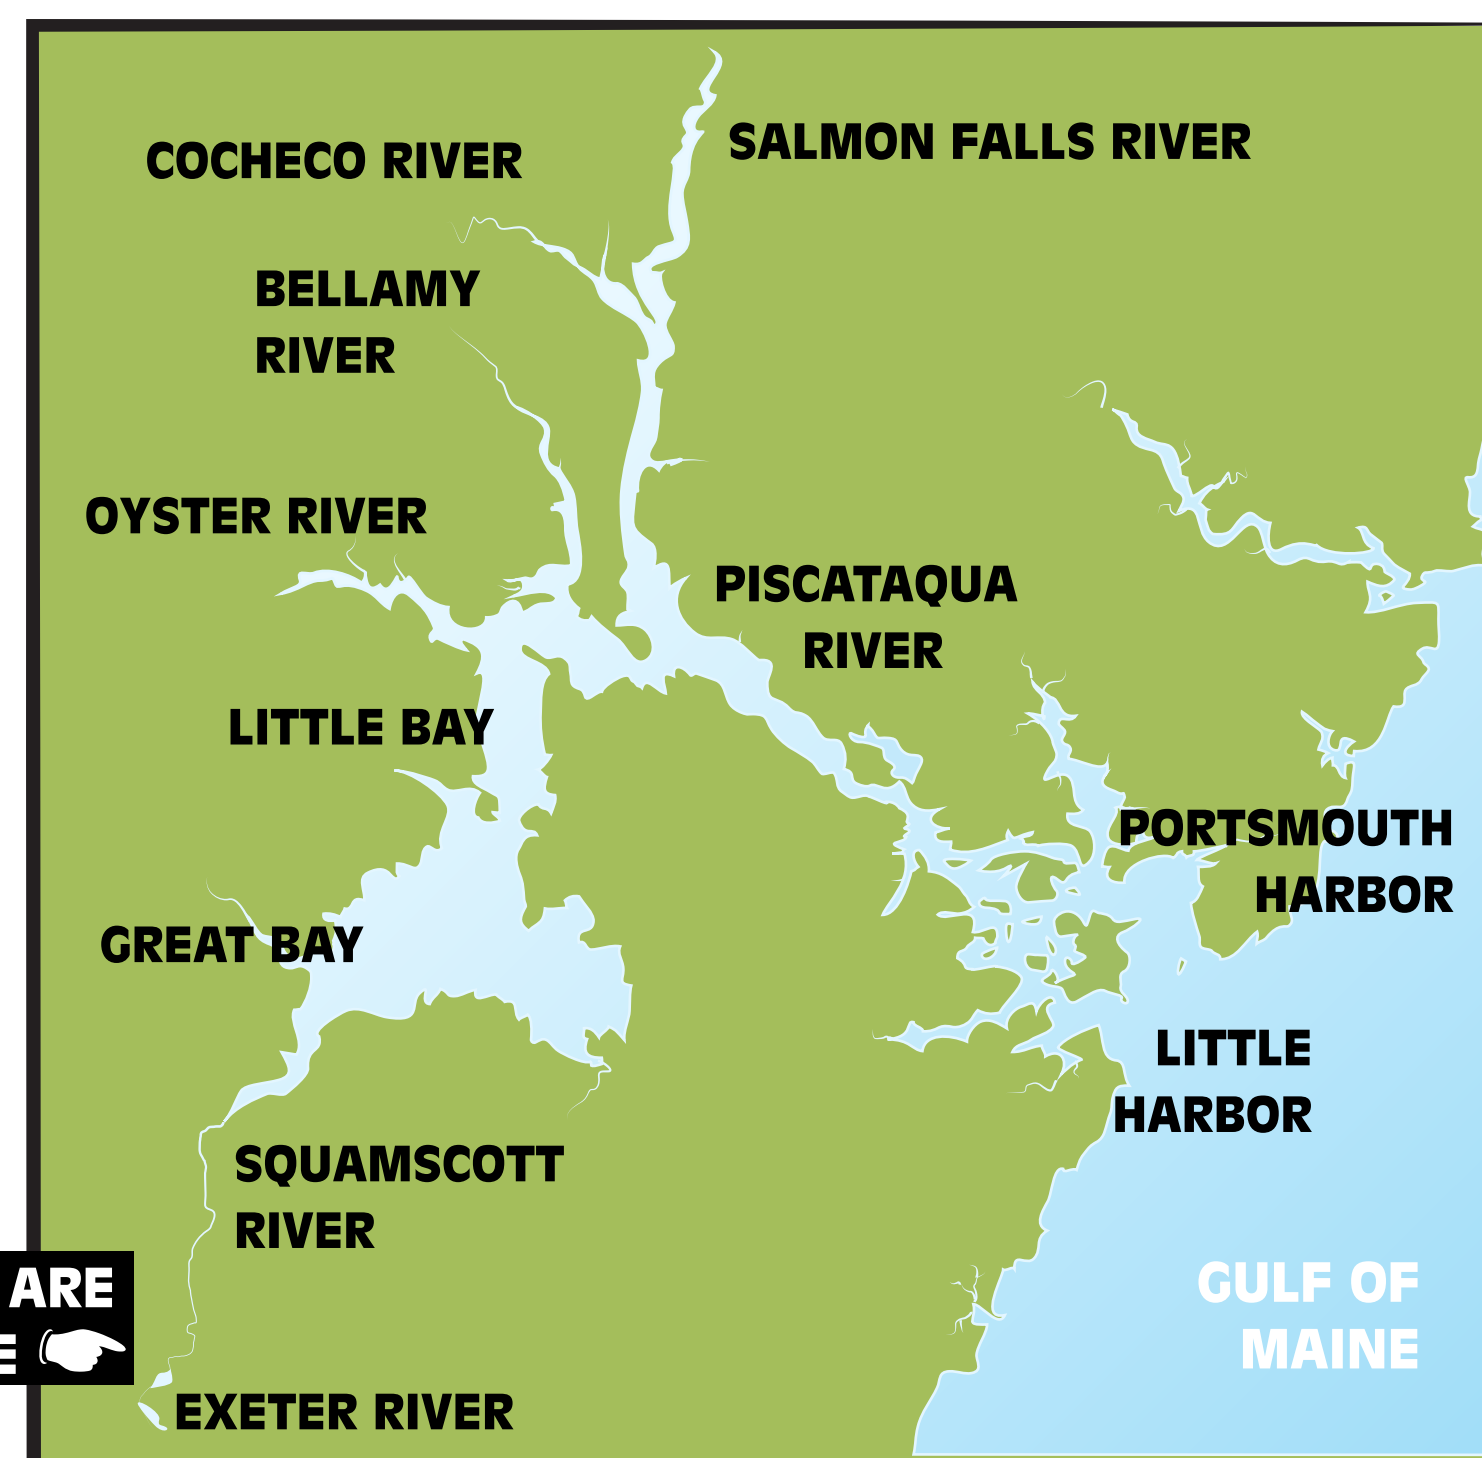 SALMON FALLS RIVER
COCHECO RIVER
BELLAMY
RIVER
OYSTER RIVER
PISCATAQUA
RIVER
LITTLE BAY
PORTSMOUTH
HARBOR
GREAT BAY
LITTLE
HARBOR
SQUAMSCOTT
RIVER
GULF OF
MAINE
ARE
E
EXETER RIVER